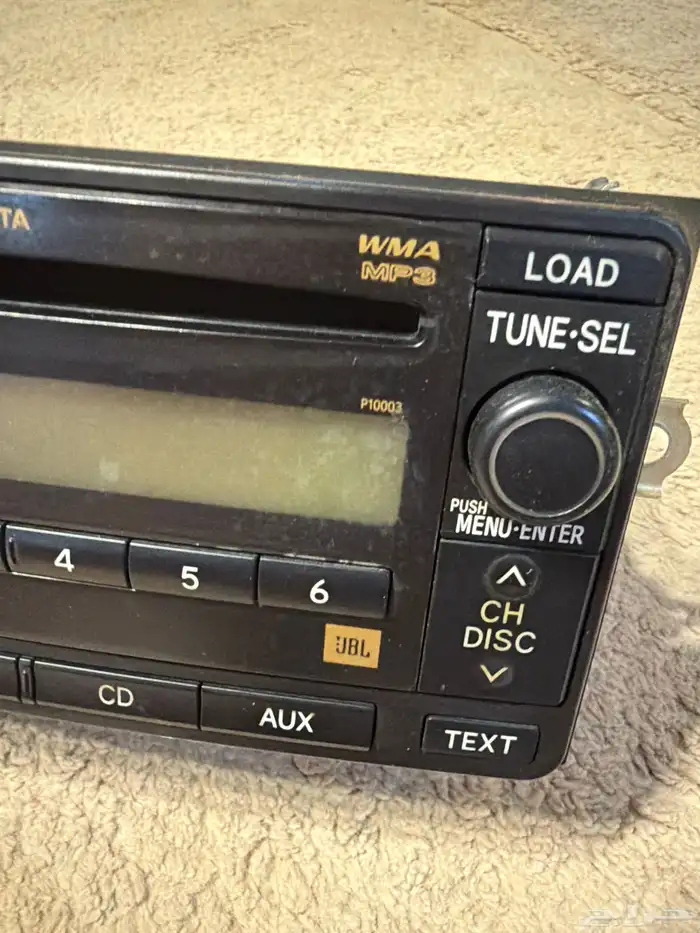 TA
WMA
MP3
LOAD
TUNE•SEL
P10003
PUSH
MENU•ENTER
4
5
6
CH
DISC
JBL
CD
AUX
TEXT
حراج